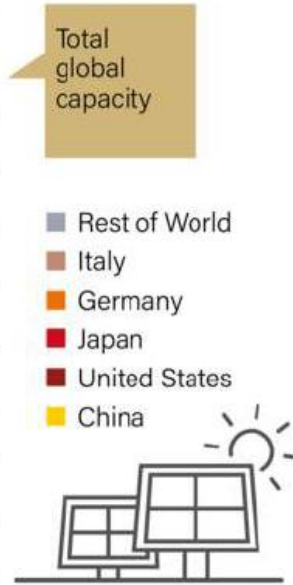 Total
global
capacity
Rest of World
Italy
Germany
Japan
United States
China